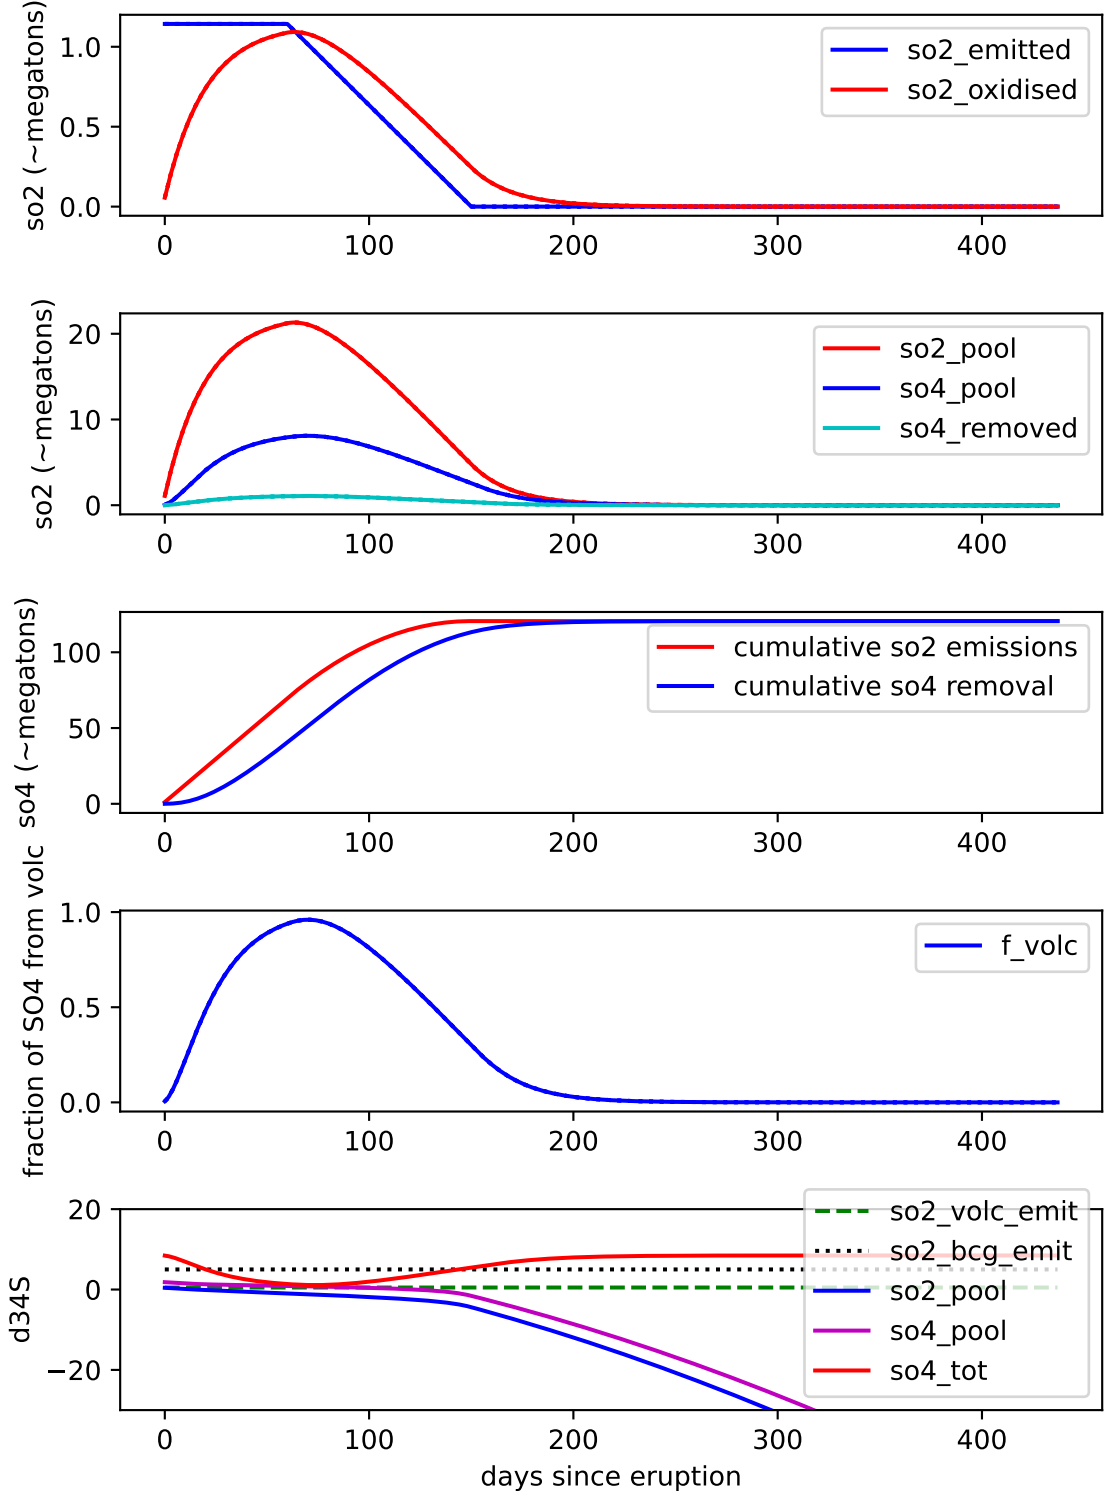 so2 (~megatons)
1.0
0.5
0.0
so2_emitted
so2_oxidised
0 100 200 300 400
so2 (~megatons)
20
10
0
so2_pool
so4_pool
so4_removed
0 100 200 300 400
so4 (~megatons)
100
50
0
cumulative so2 emissions
cumulative so4 removal
0 100 200 300 400
fraction of SO4 from volc
1.0
0.5
0.0
f_volc
0 100 200 300 400
d34S
20
0
−20
so2_volc_emit
so2_bcg_emit
so2_pool
so4_pool
so4_tot
0 100 200 300 400
days since eruption